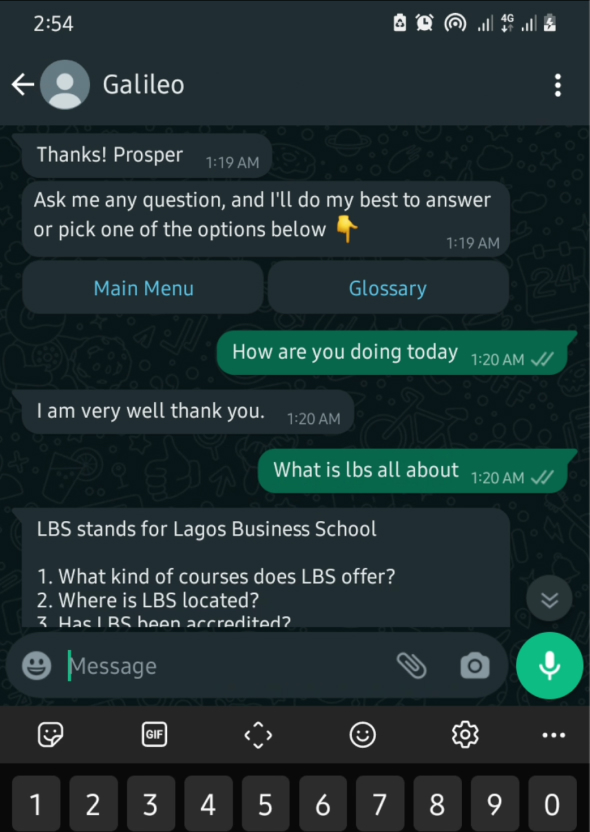 2:54
4G
Galileo
Thanks! Prosper 1:19 AM
Ask me any question, and I'll do my best to answer
or pick one of the options below 👇
1:19 AM
Main Menu Glossary
How are you doing today 1:20 AM
I am very well thank you. 1:20 AM
What is lbs all about 1:20 AM
LBS stands for Lagos Business School
1. What kind of courses does LBS offer?
2. Where is LBS located?
3. Has LBS been accredited?
Message
GIF
1 2 3 4 5 6 7 8 9 0